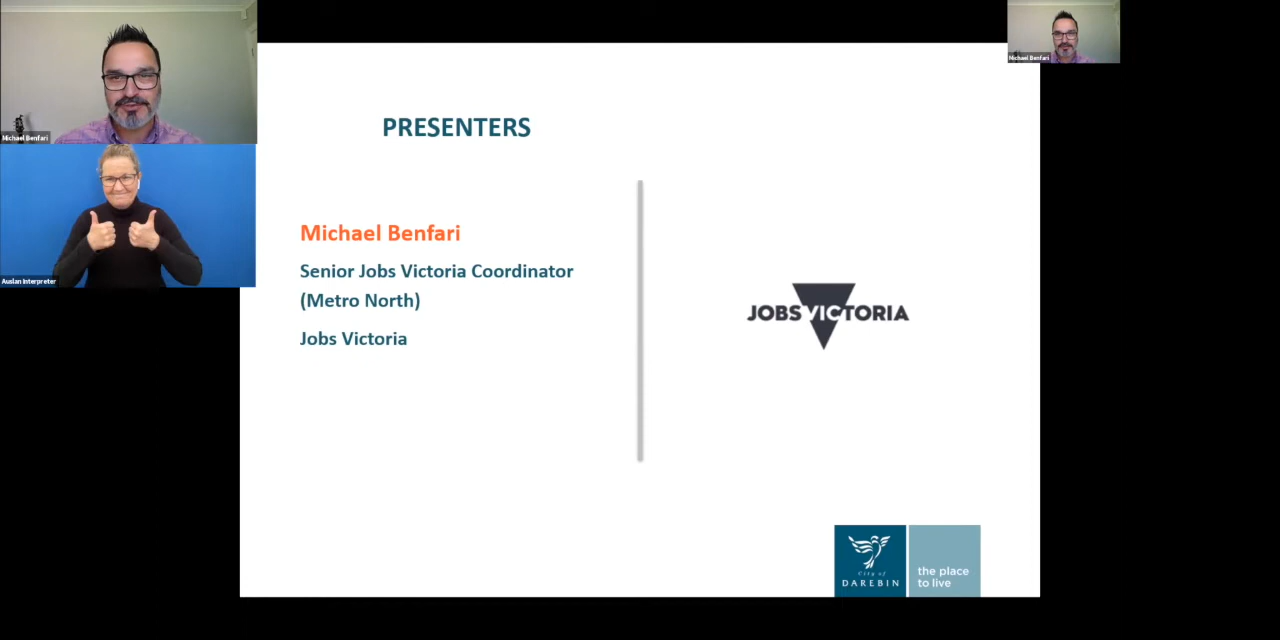 Michael Benfari
Michael Benfari
Auslan Interpreter
PRESENTERS
Michael Benfari
Senior Jobs Victoria Coordinator
(Metro North)
Jobs Victoria
JOBS VICTORIA
City of
DAREBIN
the place
to live